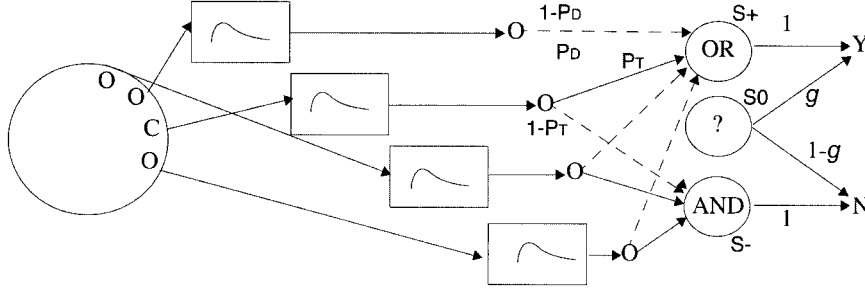 1-PD
S+
O
OR
1
Y
PD
PT
O
O
S0
g
C
O
?
1-PT
1-g
O
O
AND
N
1
S-
O